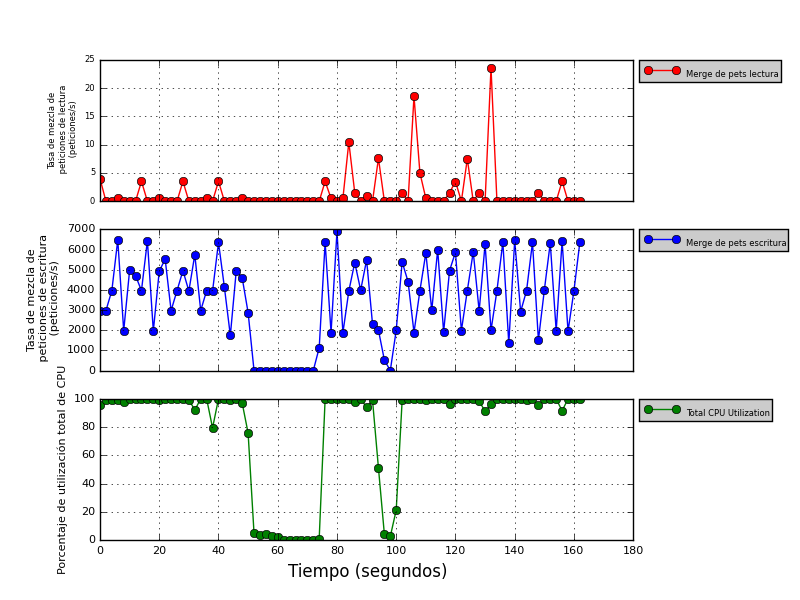 25
20
15
10
5
0
Tasa de mezcla de
peticiones de lectura
(peticiones/s)
Merge de pets lectura
7000
6000
5000
4000
3000
2000
1000
0
Tasa de mezcla de
peticiones de escritura
(peticiones/s)
Merge de pets escritura
100
80
60
40
20
0
Porcentaje de utilización total de CPU
Total CPU Utilization
0 20 40 60 80 100 120 140 160 180
Tiempo (segundos)